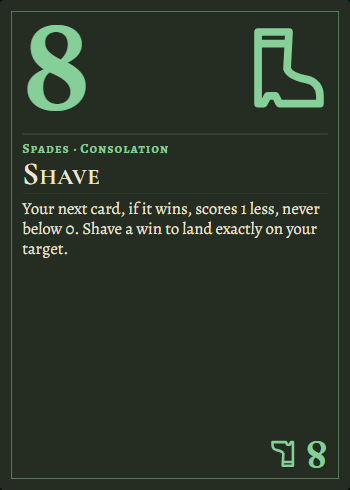 8
Spades · Consolation
Shave
Your next card, if it wins, scores 1 less, never
below 0. Shave a win to land exactly on your
target.
8